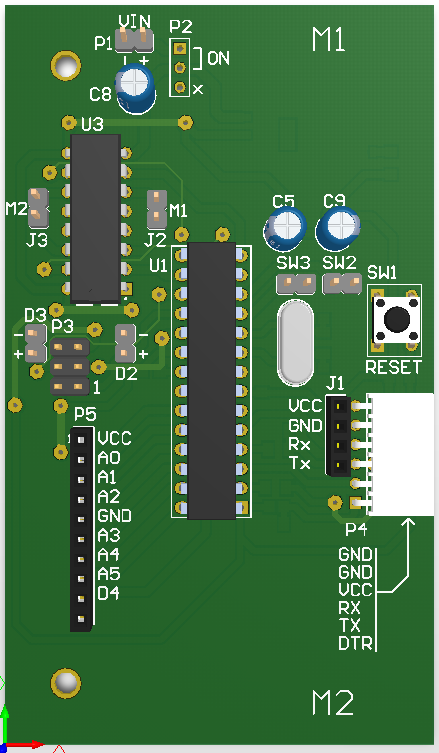 VIN
P2
M1
P1
- +
ON
C8
X
U3
M2
M1
J3
J2
C5
C9
U1
SW3
SW2
SW1
D3
P3
- -
+ +
D2
1
RESET
J1
VCC
GND
Rx
Tx
P5
1
VCC
A0
A1
A2
GND
A3
A4
A5
D4
P4
GND
GND
VCC
RX
TX
DTR
M2